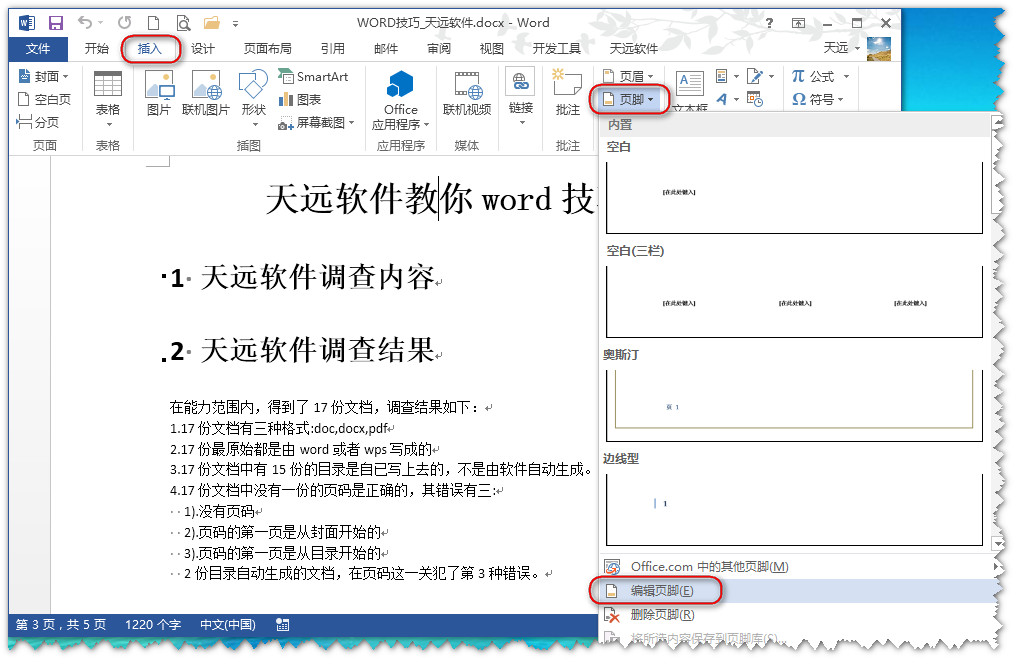 WORD技巧_天远软件.docx - Word
文件 开始 插入 设计 页面布局 引用 邮件 审阅 视图 开发工具 天远软件 天远
封面 SmartArt 页眉 π 公式
空白页 表格 图片 联机图片 形状 图表 Office 应用程序 联机视频 链接 批注 页脚 文本框 Ω 符号
分页 屏幕截图
页面 表格 插图 应用程序 媒体 批注
内置
空白
[在此处键入]
空白(三栏)
[在此处键入] [在此处键入] [在此处键入]
奥斯汀
页 1
边线型
1
Office.com 中的其他页脚(M)
编辑页脚(E)
删除页脚(R)
将所选内容保存到页脚库(S)...
天远软件教你 word 技
1 天远软件调查内容
2 天远软件调查结果
在能力范围内，得到了 17 份文档，调查结果如下：
1.17 份文档有三种格式:doc,docx,pdf
2.17 份最原始都是由 word 或者 wps 写成的
3.17 份文档中有 15 份的目录是自已写上去的，不是由软件自动生成。
4.17 份文档中没有一份的页码是正确的，其错误有三:
1).没有页码
2).页码的第一页是从封面开始的
3).页码的第一页是从目录开始的
2 份目录自动生成的文档，在页码这一关犯了第 3 种错误。
第 3 页，共 5 页 1220 个字 中文(中国)